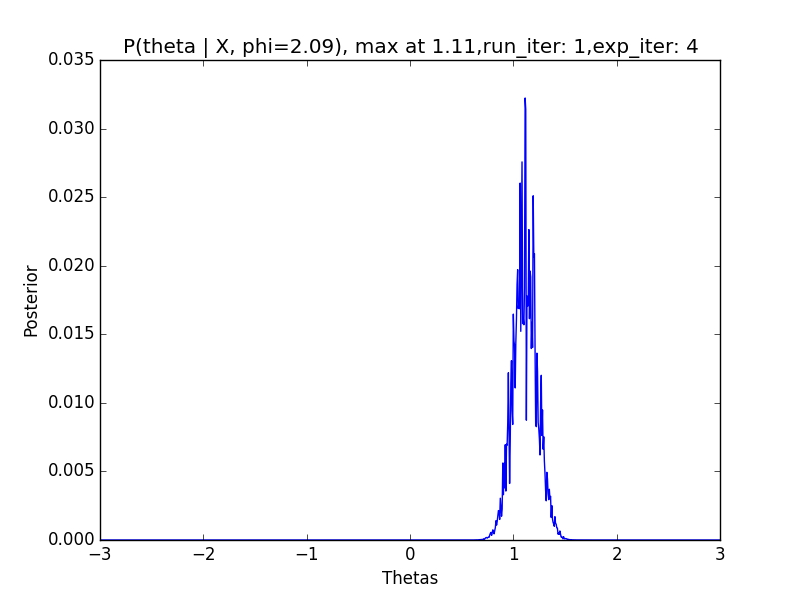 P(theta | X, phi=2.09), max at 1.11,run_iter: 1,exp_iter: 4
0.035
0.030
0.025
0.020
0.015
0.010
0.005
0.000
Posterior
−3 −2 −1 0 1 2 3
Thetas